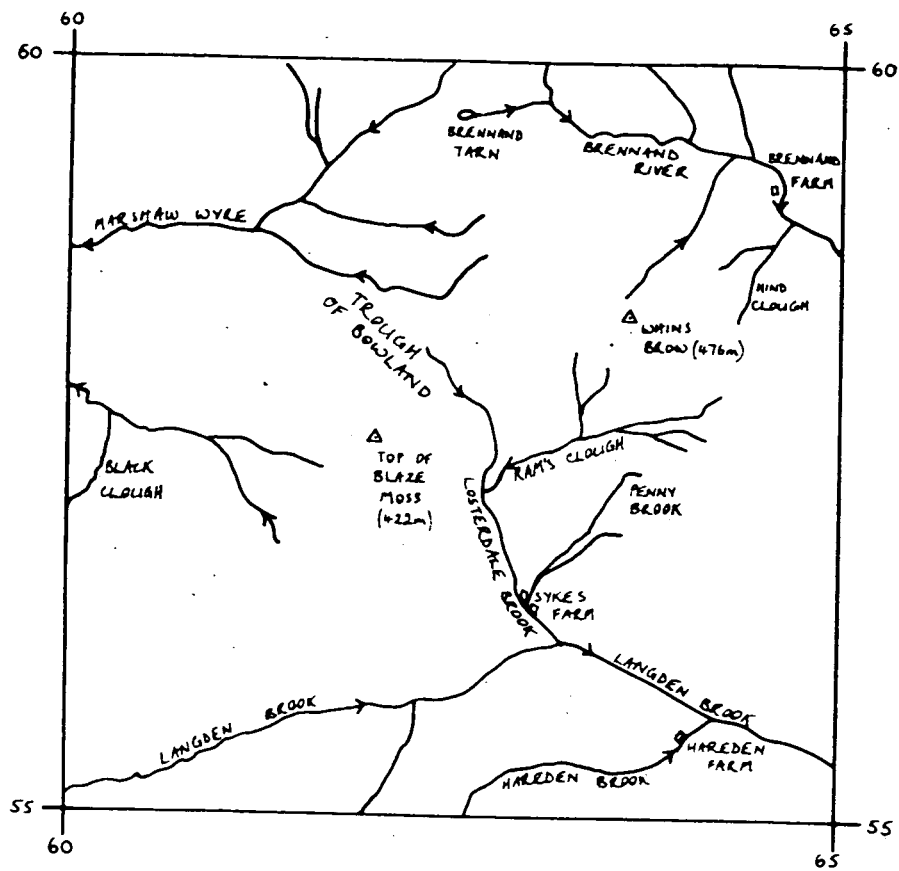 60
65
60
60
BRENNAND
TARN
BRENNAND
RIVER
BRENNAND
FARM
MARSHAW WYRE
HIND
CLOUGH
TROUGH
OF BOWLAND
WHINS
BROW (476m)
TOP OF
BLAZE
MOSS
(422m)
BLACK
CLOUGH
RAM'S CLOUGH
PENNY
BROOK
LOSTERDALE BROOK
SYKES
FARM
LANGDEN BROOK
LANGDEN BROOK
HAREDEN
FARM
HAREDEN BROOK
55
55
60
65